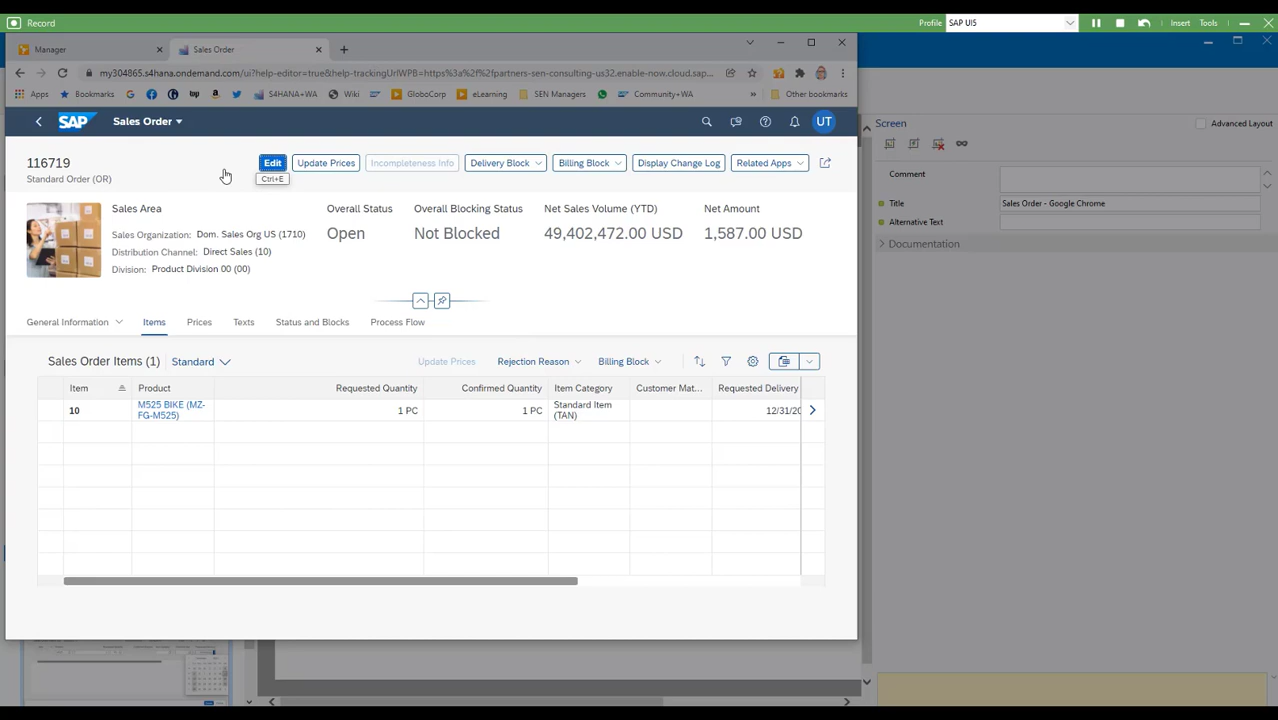 Record
Profile SAP UI5 Insert Tools
Manager Sales Order
my304865.s4hana.ondemand.com/ui?help-editor=true&help-trackingUrlWPB=https%3a%2f%2fpartners-sen-consulting-us32.enable-now.cloud.sap...
Apps Bookmarks S4HANA+WA Wiki GloboCorp eLearning SEN Managers Community+WA » Other bookmarks
SAP Sales Order UT
116719
Standard Order (OR)
Edit Update Prices Incompleteness Info Delivery Block Billing Block Display Change Log Related Apps
Ctrl+E
Sales Area Overall Status Overall Blocking Status Net Sales Volume (YTD) Net Amount
Sales Organization: Dom. Sales Org US (1710) Open Not Blocked 49,402,472.00 USD 1,587.00 USD
Distribution Channel: Direct Sales (10)
Division: Product Division 00 (00)
General Information Items Prices Texts Status and Blocks Process Flow
Sales Order Items (1) Standard Update Prices Rejection Reason Billing Block
Item Product Requested Quantity Confirmed Quantity Item Category Customer Mat... Requested Delivery
10 M525 BIKE (MZ-FG-M525) 1 PC 1 PC Standard Item (TAN) 12/31/20
Screen Advanced Layout
Comment
Title Sales Order - Google Chrome
Alternative Text
Documentation